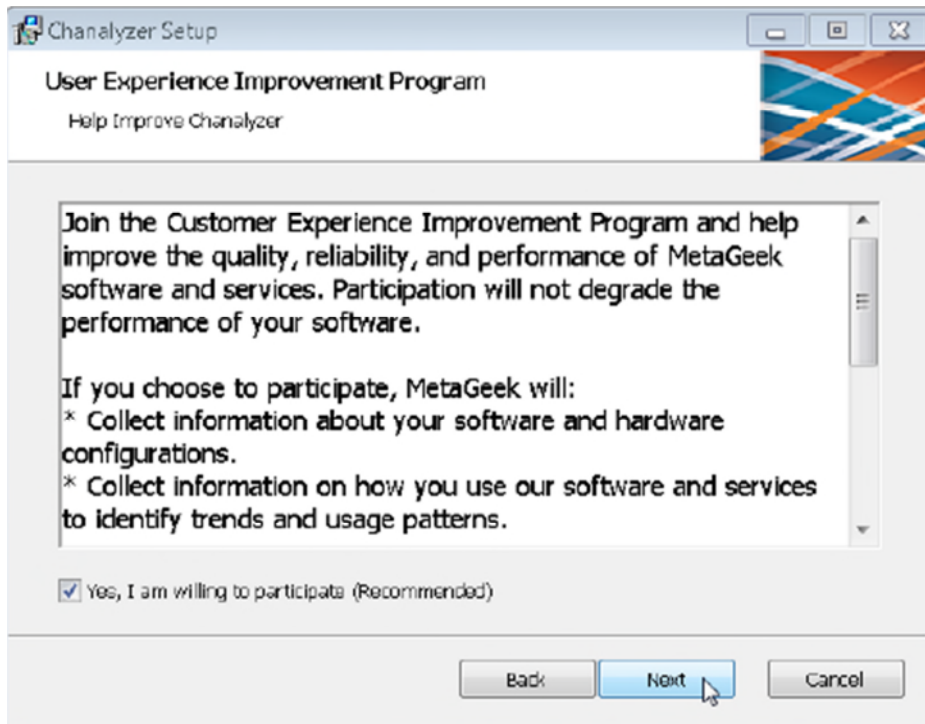 Chanalyzer Setup
User Experience Improvement Program
Help Improve Chanalyzer
Join the Customer Experience Improvement Program and help
improve the quality, reliability, and performance of MetaGeek
software and services. Participation will not degrade the
performance of your software.
If you choose to participate, MetaGeek will:
* Collect information about your software and hardware
configurations.
* Collect information on how you use our software and services
to identify trends and usage patterns.
Yes, I am willing to participate (Recommended)
Back
Next
Cancel